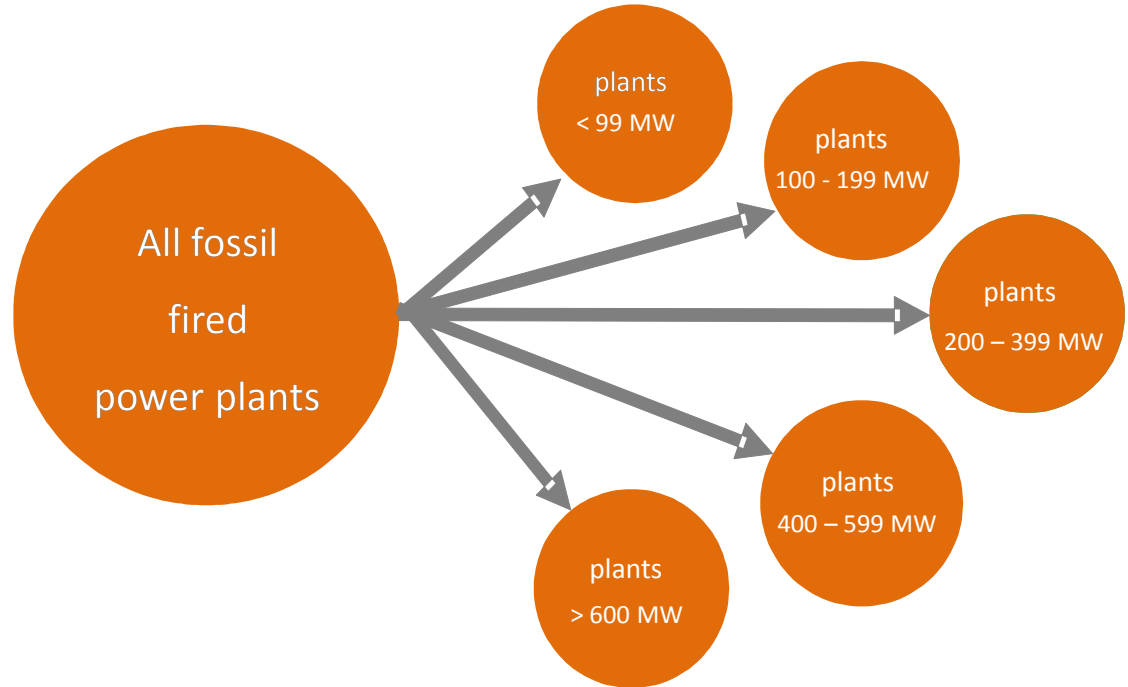 All fossil
fired
power plants
plants
< 99 MW
plants
100 - 199 MW
plants
200 – 399 MW
plants
400 – 599 MW
plants
> 600 MW